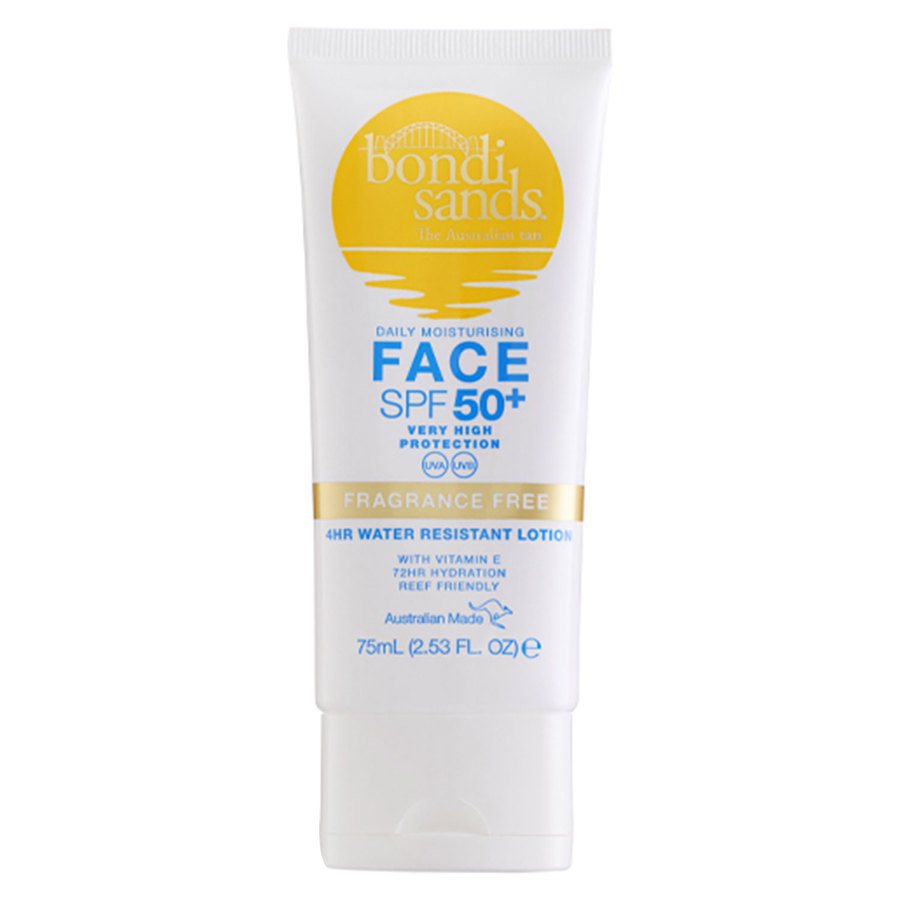 bondi
sands.
The Australian tan
DAILY MOISTURISING
FACE
SPF 50+
VERY HIGH
PROTECTION
UVA UVB
FRAGRANCE FREE
4HR WATER RESISTANT LOTION
WITH VITAMIN E
72HR HYDRATION
REEF FRIENDLY
Australian Made
75mL (2.53 FL. OZ) ℮